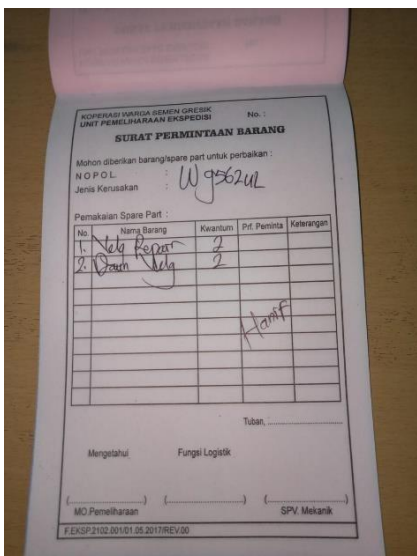 KOPERASI WARGA SEMEN GRESIK
UNIT PEMELIHARAAN EKSPEDISI No. :
SURAT PERMINTAAN BARANG
Mohon diberikan barang/spare part untuk perbaikan :
NOPOL. : W 9562 UL
Jenis Kerusakan :
Pemakaian Spare Part :
No. Nama Barang Kwantum Prf. Peminta Keterangan
1. Velg Repair 2
2. Velg 2
Hanif
Tuban, ....................
Mengetahui Fungsi Logistik
(....................) (....................) (....................)
MO.Pemeliharaan SPV. Mekanik
F.EKSP.2102.001/01.05.2017/REV.00